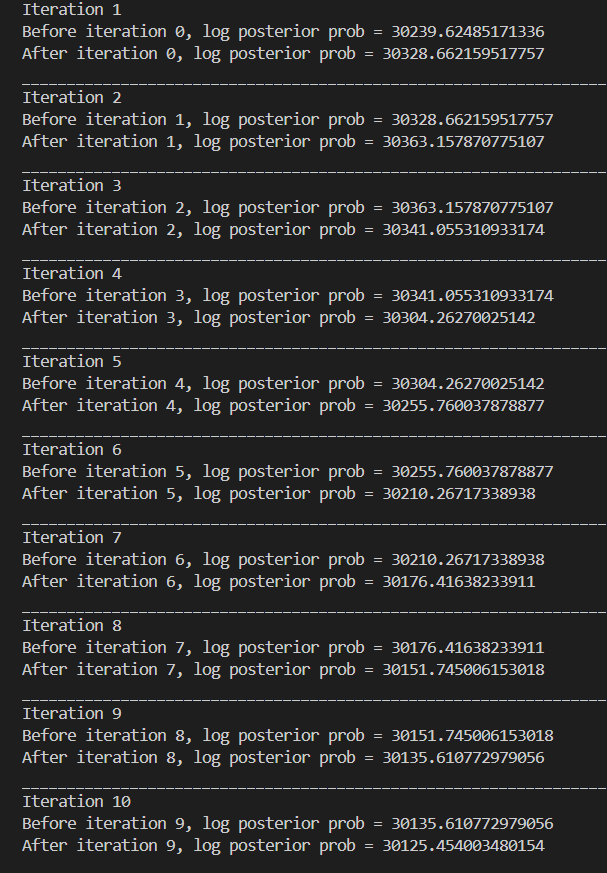 Iteration 1
Before iteration 0, log posterior prob = 30239.62485171336
After iteration 0, log posterior prob = 30328.662159517757
_________________________________________________________________
Iteration 2
Before iteration 1, log posterior prob = 30328.662159517757
After iteration 1, log posterior prob = 30363.157870775107
_________________________________________________________________
Iteration 3
Before iteration 2, log posterior prob = 30363.157870775107
After iteration 2, log posterior prob = 30341.055310933174
_________________________________________________________________
Iteration 4
Before iteration 3, log posterior prob = 30341.055310933174
After iteration 3, log posterior prob = 30304.26270025142
_________________________________________________________________
Iteration 5
Before iteration 4, log posterior prob = 30304.26270025142
After iteration 4, log posterior prob = 30255.760037878877
_________________________________________________________________
Iteration 6
Before iteration 5, log posterior prob = 30255.760037878877
After iteration 5, log posterior prob = 30210.26717338938
_________________________________________________________________
Iteration 7
Before iteration 6, log posterior prob = 30210.26717338938
After iteration 6, log posterior prob = 30176.41638233911
_________________________________________________________________
Iteration 8
Before iteration 7, log posterior prob = 30176.41638233911
After iteration 7, log posterior prob = 30151.745006153018
_________________________________________________________________
Iteration 9
Before iteration 8, log posterior prob = 30151.745006153018
After iteration 8, log posterior prob = 30135.610772979056
_________________________________________________________________
Iteration 10
Before iteration 9, log posterior prob = 30135.610772979056
After iteration 9, log posterior prob = 30125.454003480154